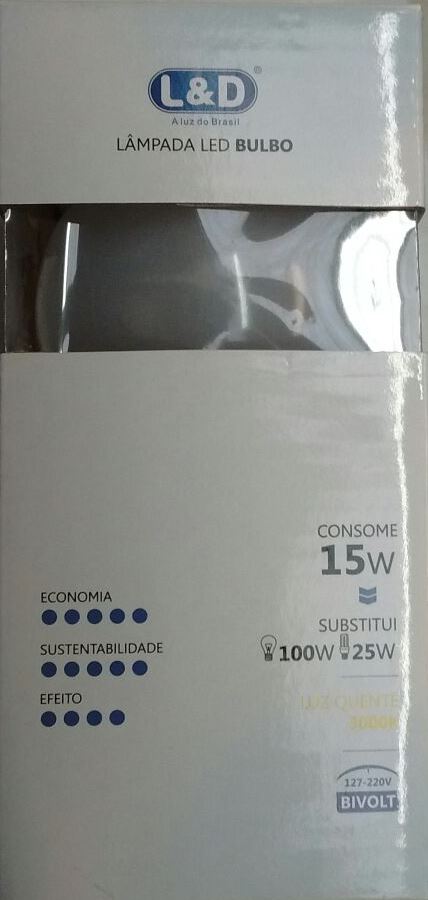 L&D®
A luz do Brasil
LÂMPADA LED BULBO
CONSOME
15W
ECONOMIA
SUBSTITUI
SUSTENTABILIDADE
100W 25W
EFEITO
LUZ QUENTE
3000K
127-220V
BIVOLT